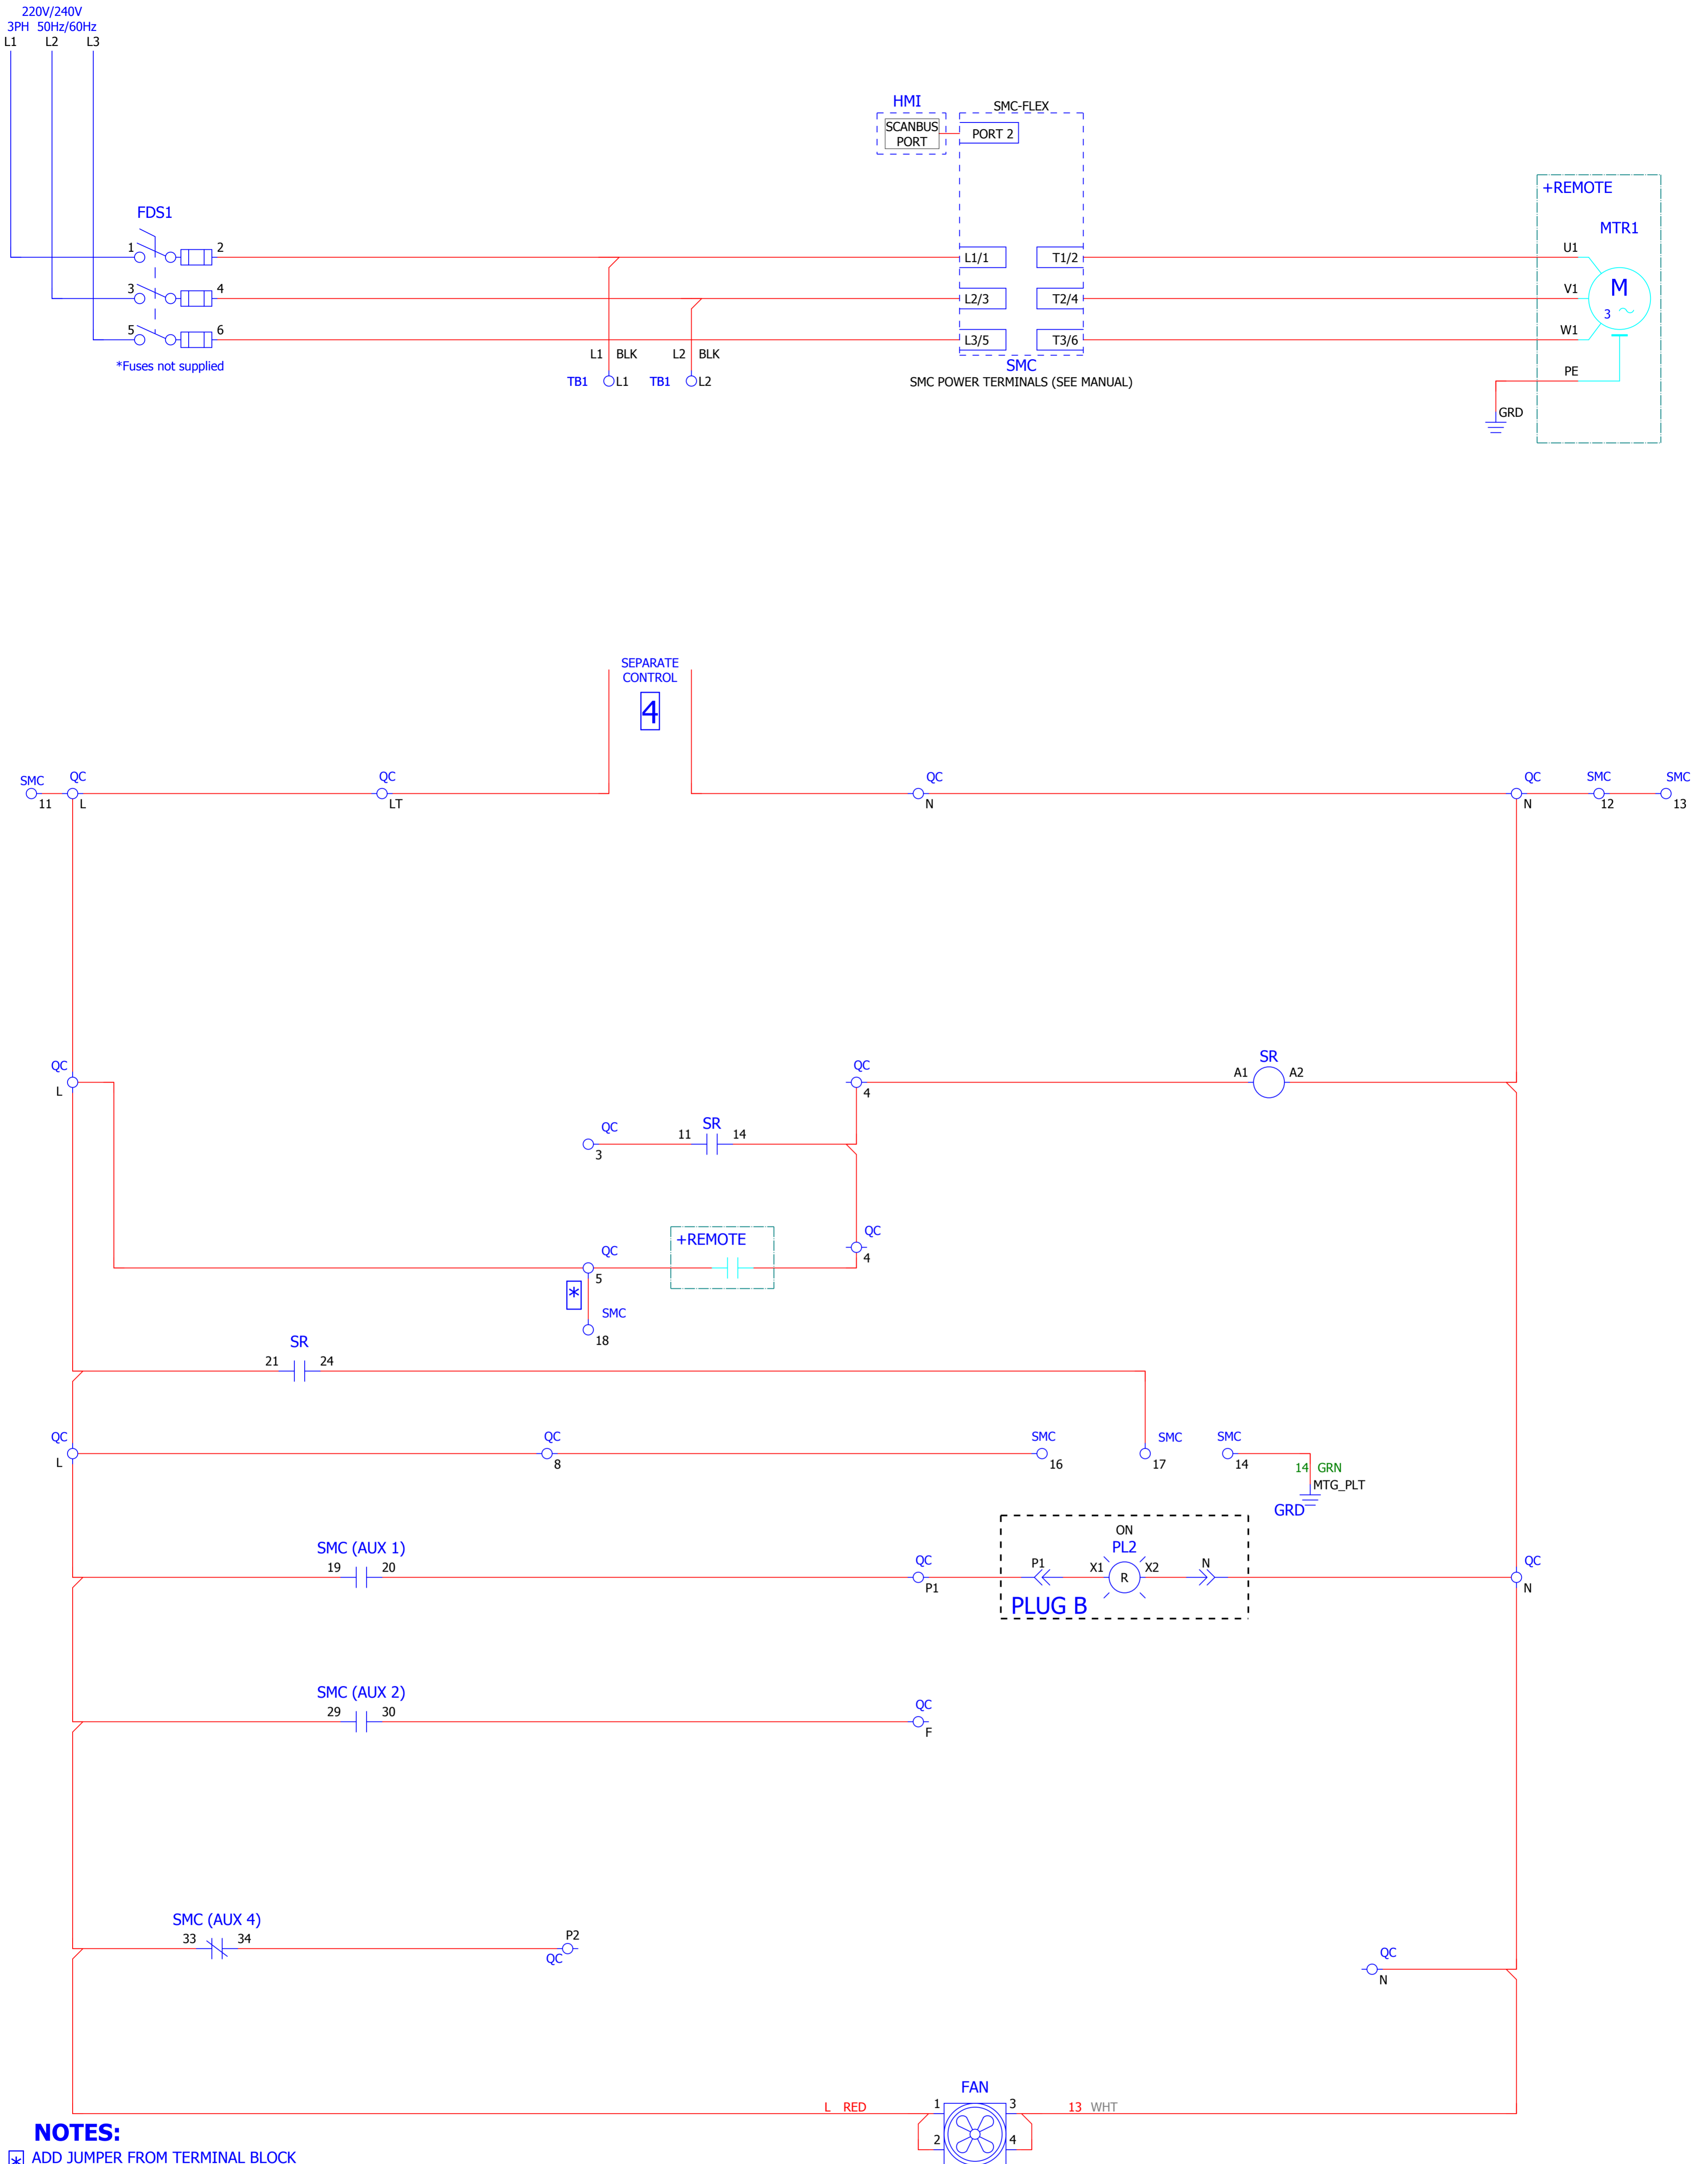 220V/240V
3PH 50Hz/60Hz
L1 L2 L3
HMI
SMC-FLEX
SCANBUS
PORT
PORT 2
+REMOTE
MTR1
FDS1
1 2
L1/1 T1/2
U1
3 4
L2/3 T2/4
V1
M
3
5 6
L3/5 T3/6
W1
*Fuses not supplied
L1 BLK L2 BLK
SMC
PE
TB1 L1 TB1 L2
SMC POWER TERMINALS (SEE MANUAL)
GRD
SEPARATE
CONTROL
4
SMC QC QC QC QC SMC SMC
11 L LT N N 12 13
QC QC SR
L 4 A1 A2
QC SR
3 11 14
+REMOTE
QC QC
5 4
*
SMC
18
SR
21 24
QC QC SMC SMC SMC
L 8 16 17 14
14 GRN
MTG_PLT
GRD
SMC (AUX 1)
19 20
QC
P1
ON
PL2
P1 X1 R X2 N
PLUG B
QC
N
SMC (AUX 2)
29 30
QC
F
SMC (AUX 4)
33 34
P2
QC
QC
N
FAN
L RED 1 3 13 WHT
2 4
NOTES:
* ADD JUMPER FROM TERMINAL BLOCK